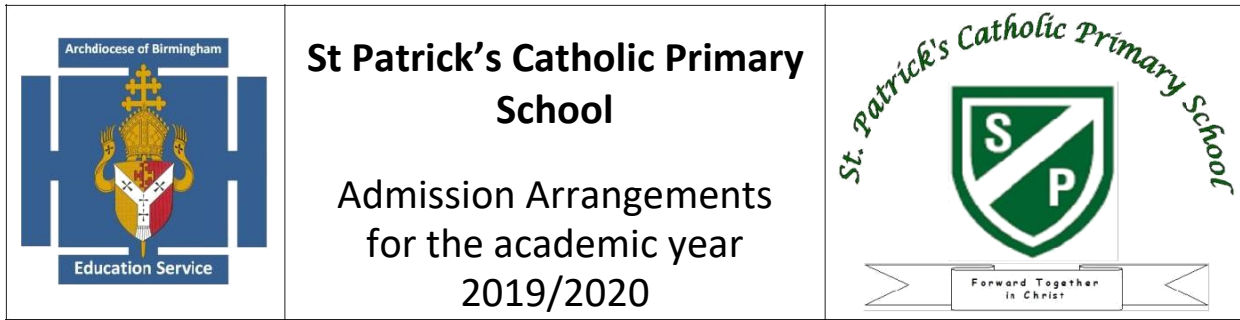 Archdiocese of Birmingham
Education Service
St Patrick’s Catholic Primary
School
Admission Arrangements
for the academic year
2019/2020
St. Patrick's Catholic Primary School
S
P
Forward Together
in Christ